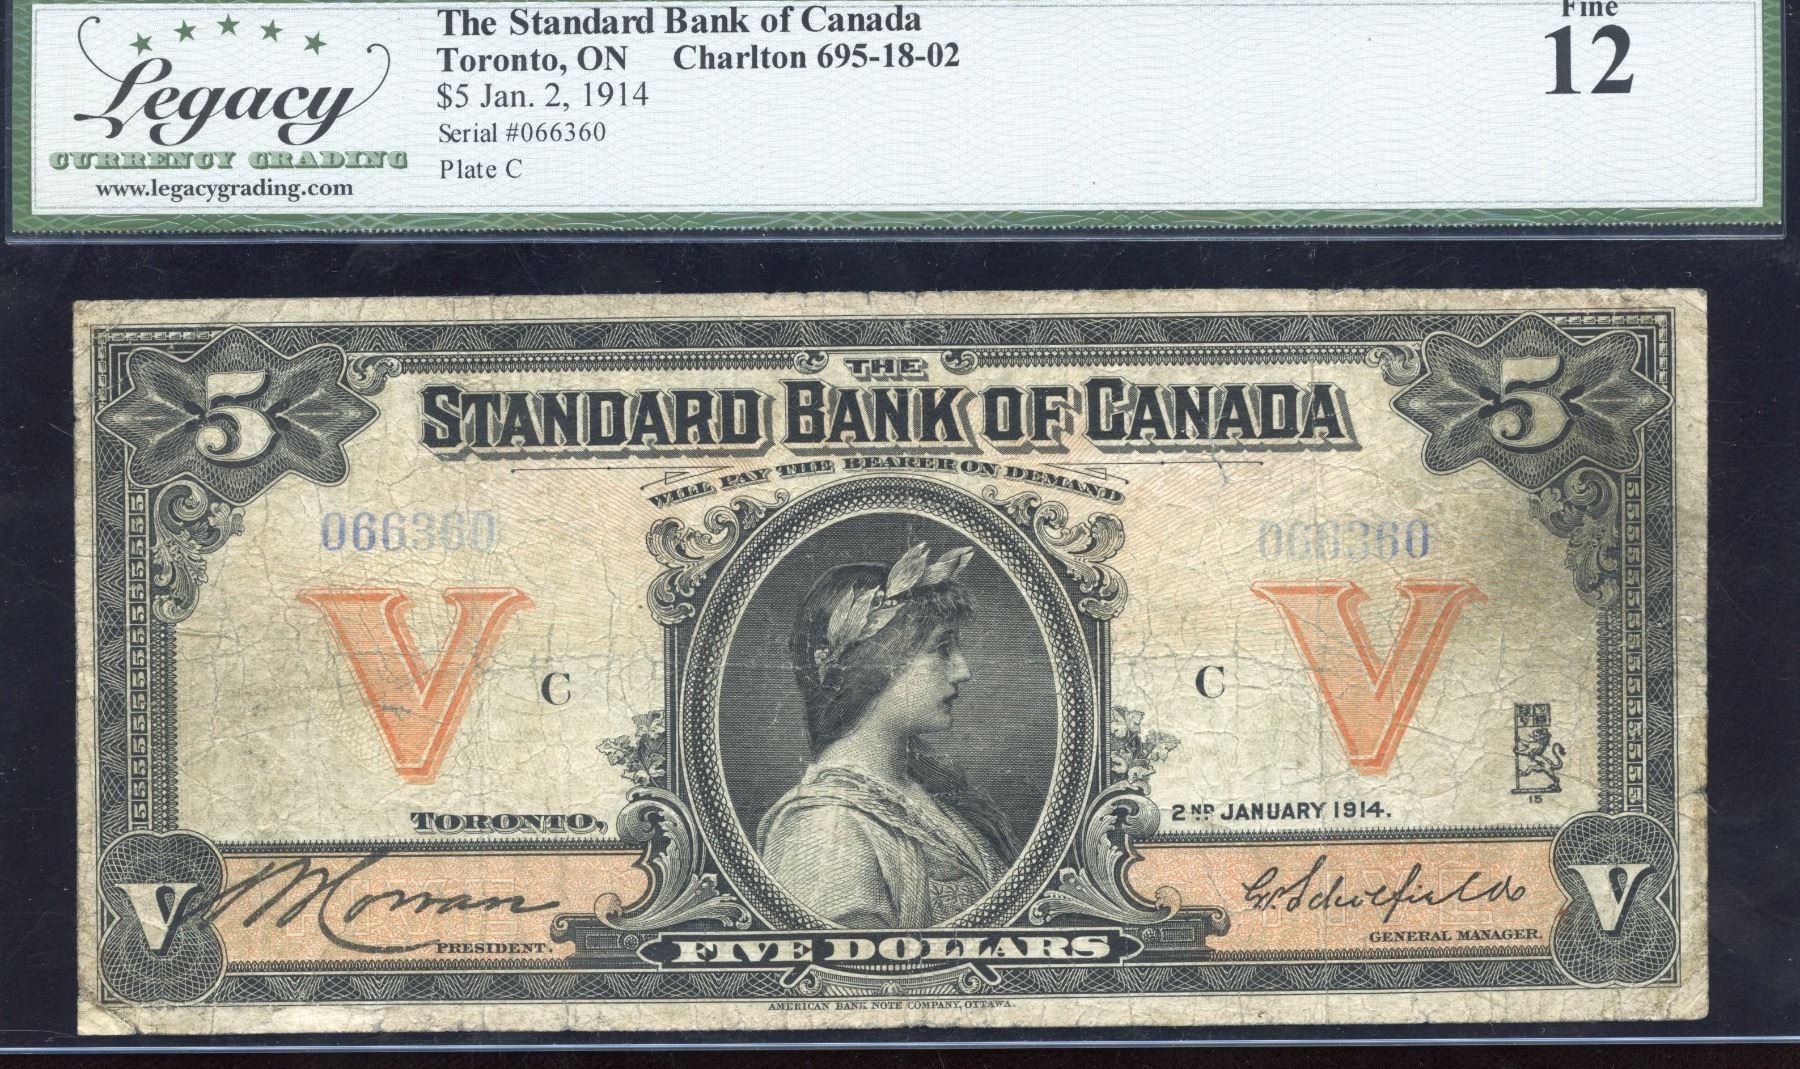 Legacy
CURRENCY GRADING
www.legacygrading.com
The Standard Bank of Canada
Toronto, ON Charlton 695-18-02
$5 Jan. 2, 1914
Serial #066360
Plate C
Fine
12
5 5
THE
STANDARD BANK OF CANADA
WILL PAY THE BEARER ON DEMAND
066360 066360
V V
C C
15
TORONTO, 2ND JANUARY 1914.
V V
PRESIDENT. GENERAL MANAGER.
FIVE DOLLARS
AMERICAN BANK NOTE COMPANY, OTTAWA.